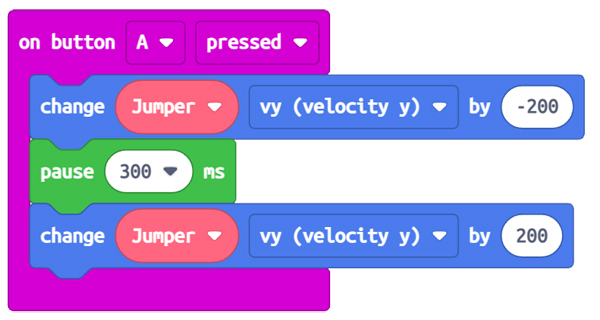 on button A pressed
change Jumper vy (velocity y) by -200
pause 300 ms
change Jumper vy (velocity y) by 200